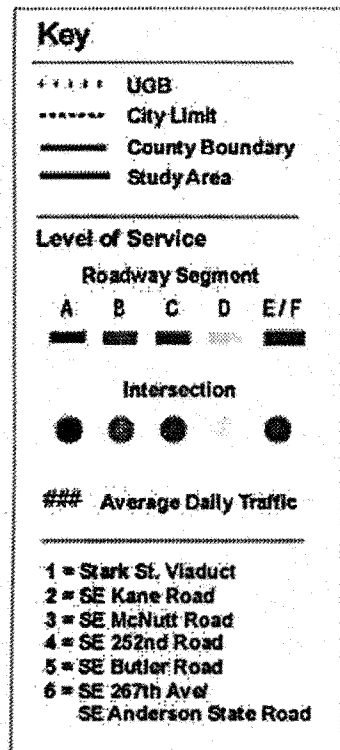 Key
UGB
City Limit
County Boundary
Study Area
Level of Service
Roadway Segment
A B C D E/F
Intersection
### Average Daily Traffic
1 = Stark St. Viaduct
2 = SE Kane Road
3 = SE McNutt Road
4 = SE 252nd Road
5 = SE Butler Road
6 = SE 267th Ave/
SE Anderson State Road